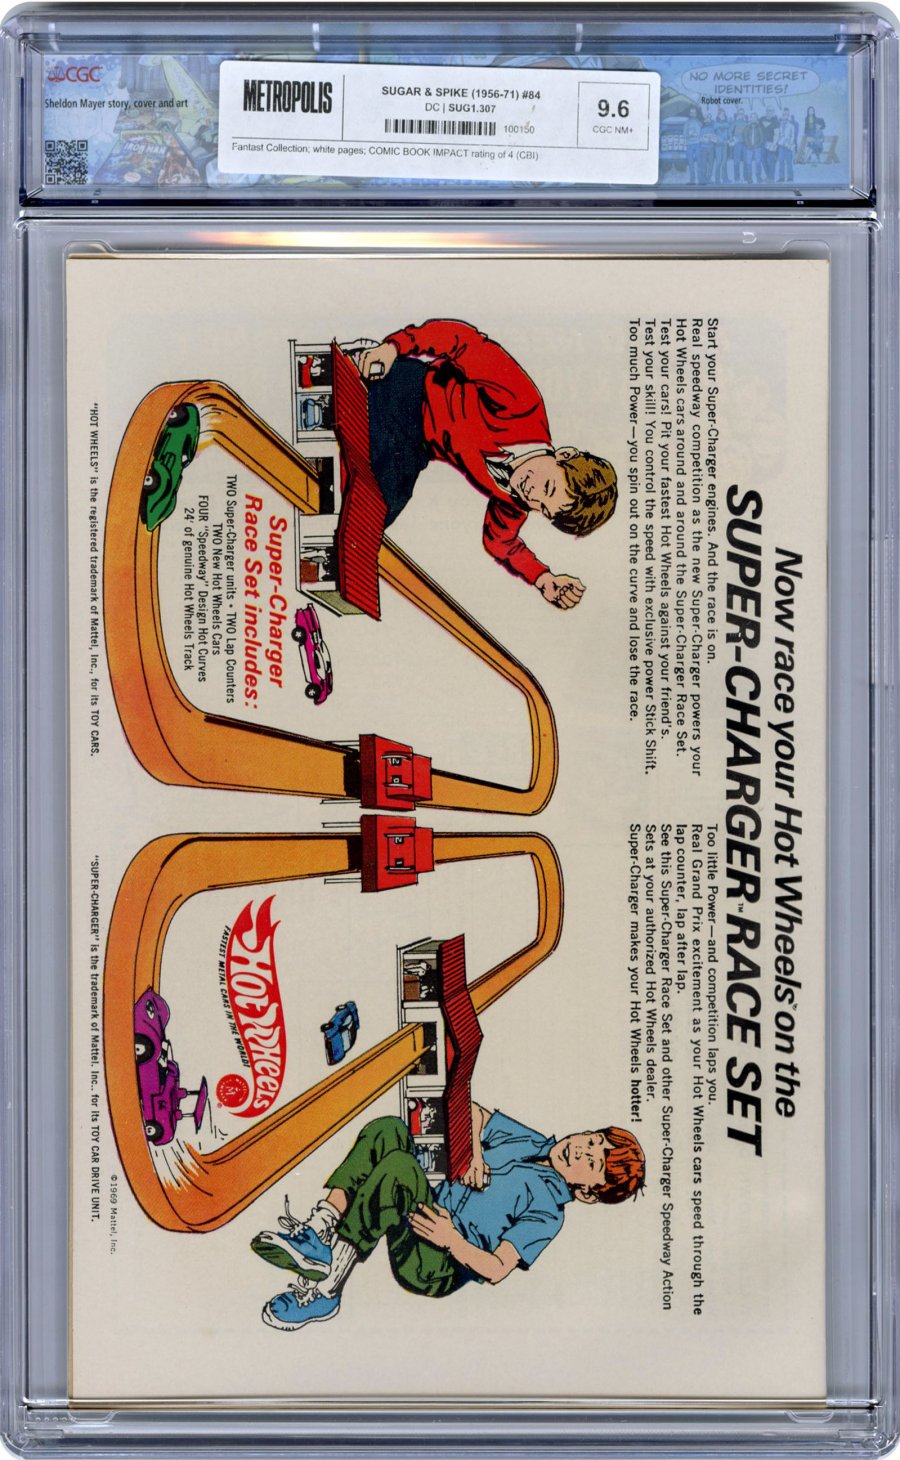 CGC
Sheldon Mayer story, cover and art
METROPOLIS
SUGAR & SPIKE (1956-71) #84
DC | SUG1.307
100150
Fantast Collection; white pages; COMIC BOOK IMPACT rating of 4 (CBI)
9.6
CGC NM+
NO MORE SECRET
IDENTITIES!
Robot cover.
IRON MAN
Now race your Hot Wheels® on the
SUPER-CHARGER™ RACE SET
Start your Super-Charger engines. And the race is on.
Real speedway competition as the new Super-Charger powers your
Hot Wheels cars around and around the Super-Charger Race Set.
Test your cars! Pit your fastest Hot Wheels against your friend's.
Test your skill! You control the speed with exclusive power Stick Shift.
Too much Power—you spin out on the curve and lose the race.
Too little Power—and competition laps you.
Real Grand Prix excitement as your Hot Wheels cars speed through the
lap counter, lap after lap.
See this Super-Charger Race Set and other Super-Charger Speedway Action
Sets at your authorized Hot Wheels dealer.
Super-Charger makes your Hot Wheels hotter!
Super-Charger
Race Set includes:
TWO Super-Charger units • TWO Lap Counters
TWO New Hot Wheels Cars
FOUR "Speedway" Design Hot Curves
24' of genuine Hot Wheels Track
HOT WHEELS
FASTEST METAL CARS IN THE WORLD!
©1969 Mattel, Inc.
"HOT WHEELS" is the registered trademark of Mattel, Inc., for its TOY CARS.
"SUPER-CHARGER" is the trademark of Mattel, Inc., for its TOY CAR DRIVE UNIT.